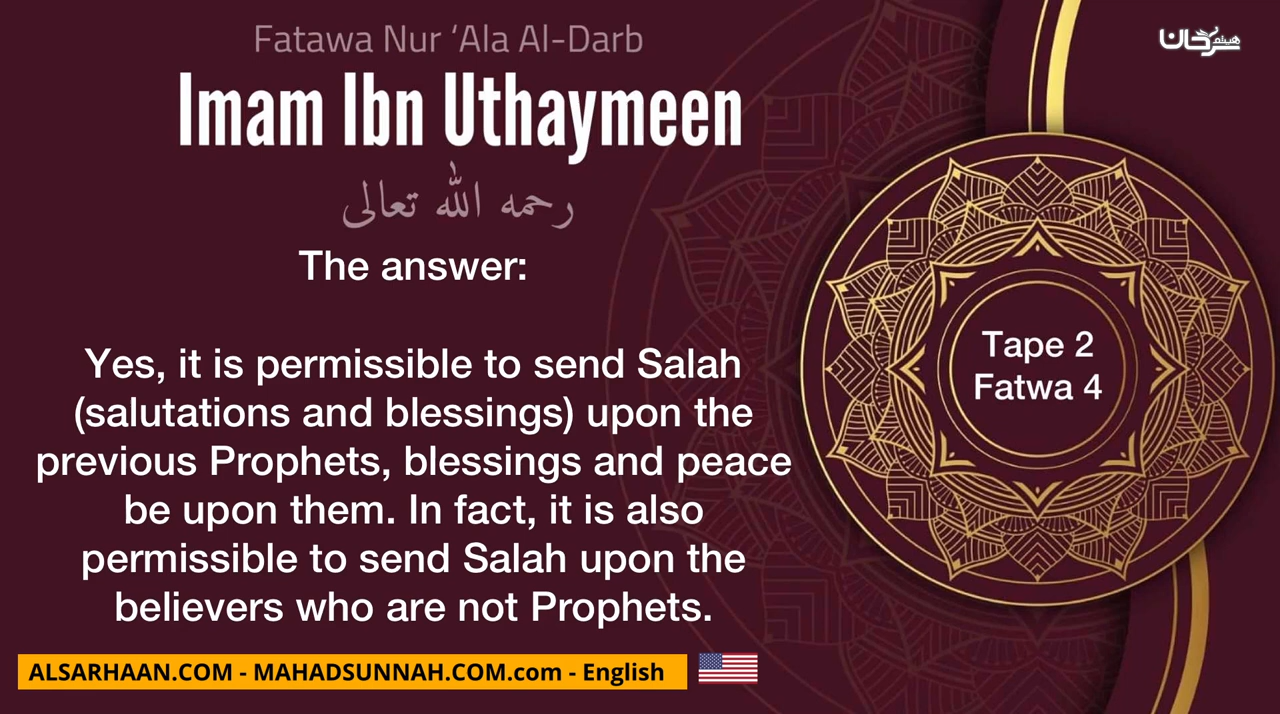 Fatawa Nur ‘Ala Al-Darb
هيثم سرحان
Imam Ibn Uthaymeen
رحمه الله تعالى
The answer:
Yes, it is permissible to send Salah
(salutations and blessings) upon the
previous Prophets, blessings and peace
be upon them. In fact, it is also
permissible to send Salah upon the
believers who are not Prophets.
Tape 2
Fatwa 4
ALSARHAAN.COM - MAHADSUNNAH.COM.com - English